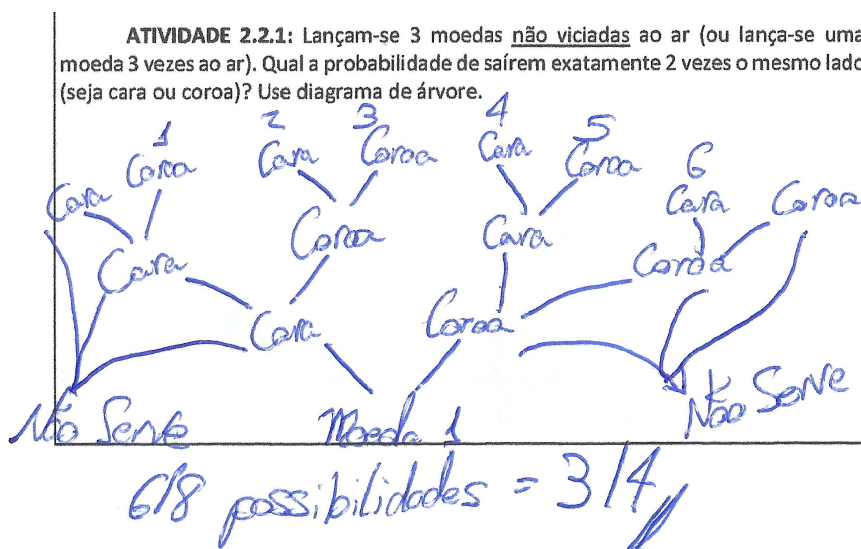 ATIVIDADE 2.2.1: Lançam-se 3 moedas não viciadas ao ar (ou lança-se uma
moeda 3 vezes ao ar). Qual a probabilidade de saírem exatamente 2 vezes o mesmo lado
(seja cara ou coroa)? Use diagrama de árvore.
1 2 3 4 5 6
Cara Coroa Cara Coroa Cara Coroa Cara Coroa
Cara Coroa Cara Coroa
Cara Coroa
Não Serve Moeda 1 Não Serve
6/8 possibilidades = 3/4